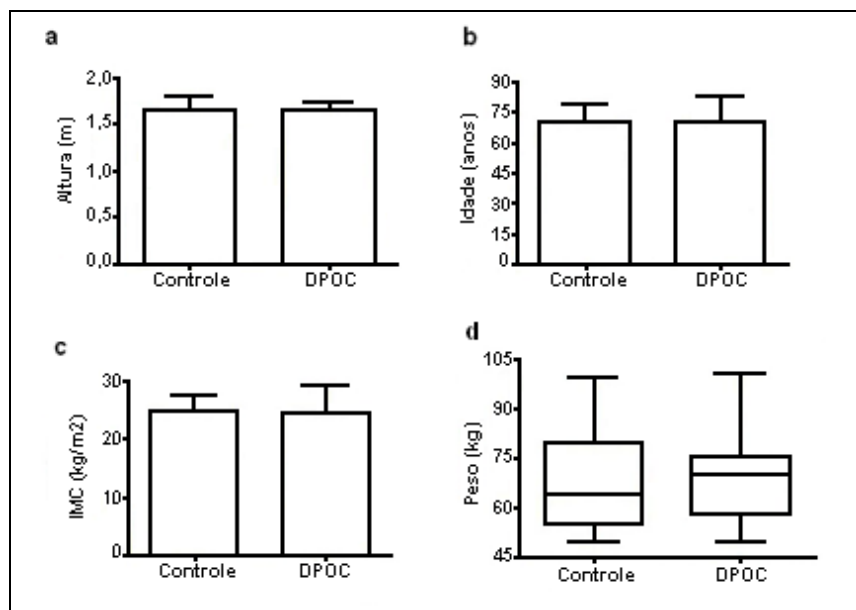 a
Altura (m)
2,0
1,5
1,0
0,5
0,0
Controle DPOC
b
Idade (anos)
90
75
60
45
30
15
0
Controle DPOC
c
IMC (kg/m2)
30
20
10
0
Controle DPOC
d
Peso (kg)
105
90
75
60
45
Controle DPOC